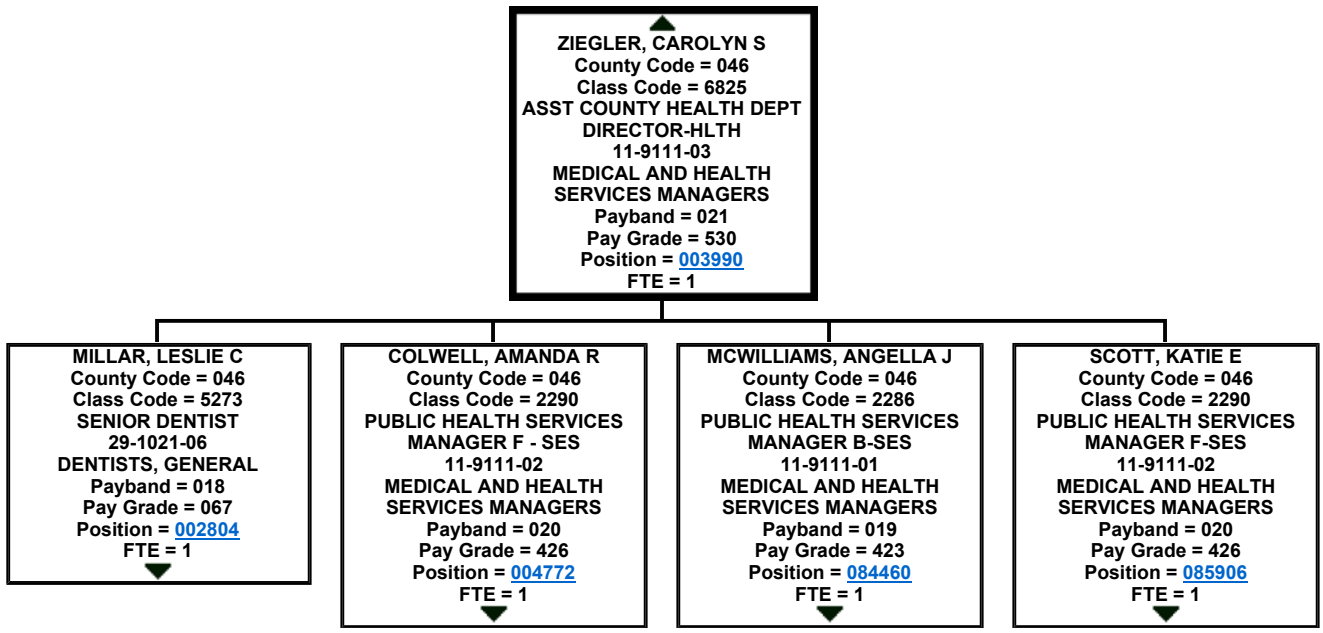 ZIEGLER, CAROLYN S
County Code = 046
Class Code = 6825
ASST COUNTY HEALTH DEPT
DIRECTOR-HLTH
11-9111-03
MEDICAL AND HEALTH
SERVICES MANAGERS
Payband = 021
Pay Grade = 530
Position = 003990
FTE = 1
MILLAR, LESLIE C
County Code = 046
Class Code = 5273
SENIOR DENTIST
29-1021-06
DENTISTS, GENERAL
Payband = 018
Pay Grade = 067
Position = 002804
FTE = 1
COLWELL, AMANDA R
County Code = 046
Class Code = 2290
PUBLIC HEALTH SERVICES
MANAGER F - SES
11-9111-02
MEDICAL AND HEALTH
SERVICES MANAGERS
Payband = 020
Pay Grade = 426
Position = 004772
FTE = 1
MCWILLIAMS, ANGELLA J
County Code = 046
Class Code = 2286
PUBLIC HEALTH SERVICES
MANAGER B-SES
11-9111-01
MEDICAL AND HEALTH
SERVICES MANAGERS
Payband = 019
Pay Grade = 423
Position = 084460
FTE = 1
SCOTT, KATIE E
County Code = 046
Class Code = 2290
PUBLIC HEALTH SERVICES
MANAGER F-SES
11-9111-02
MEDICAL AND HEALTH
SERVICES MANAGERS
Payband = 020
Pay Grade = 426
Position = 085906
FTE = 1